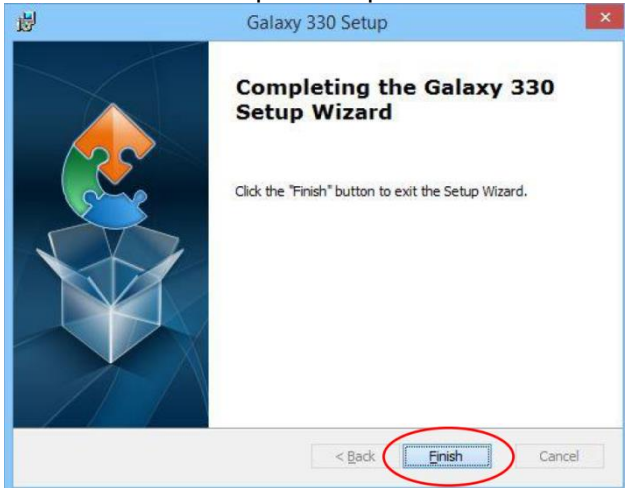 Galaxy 330 Setup
Completing the Galaxy 330
Setup Wizard
Click the "Finish" button to exit the Setup Wizard.
< Back
Finish
Cancel